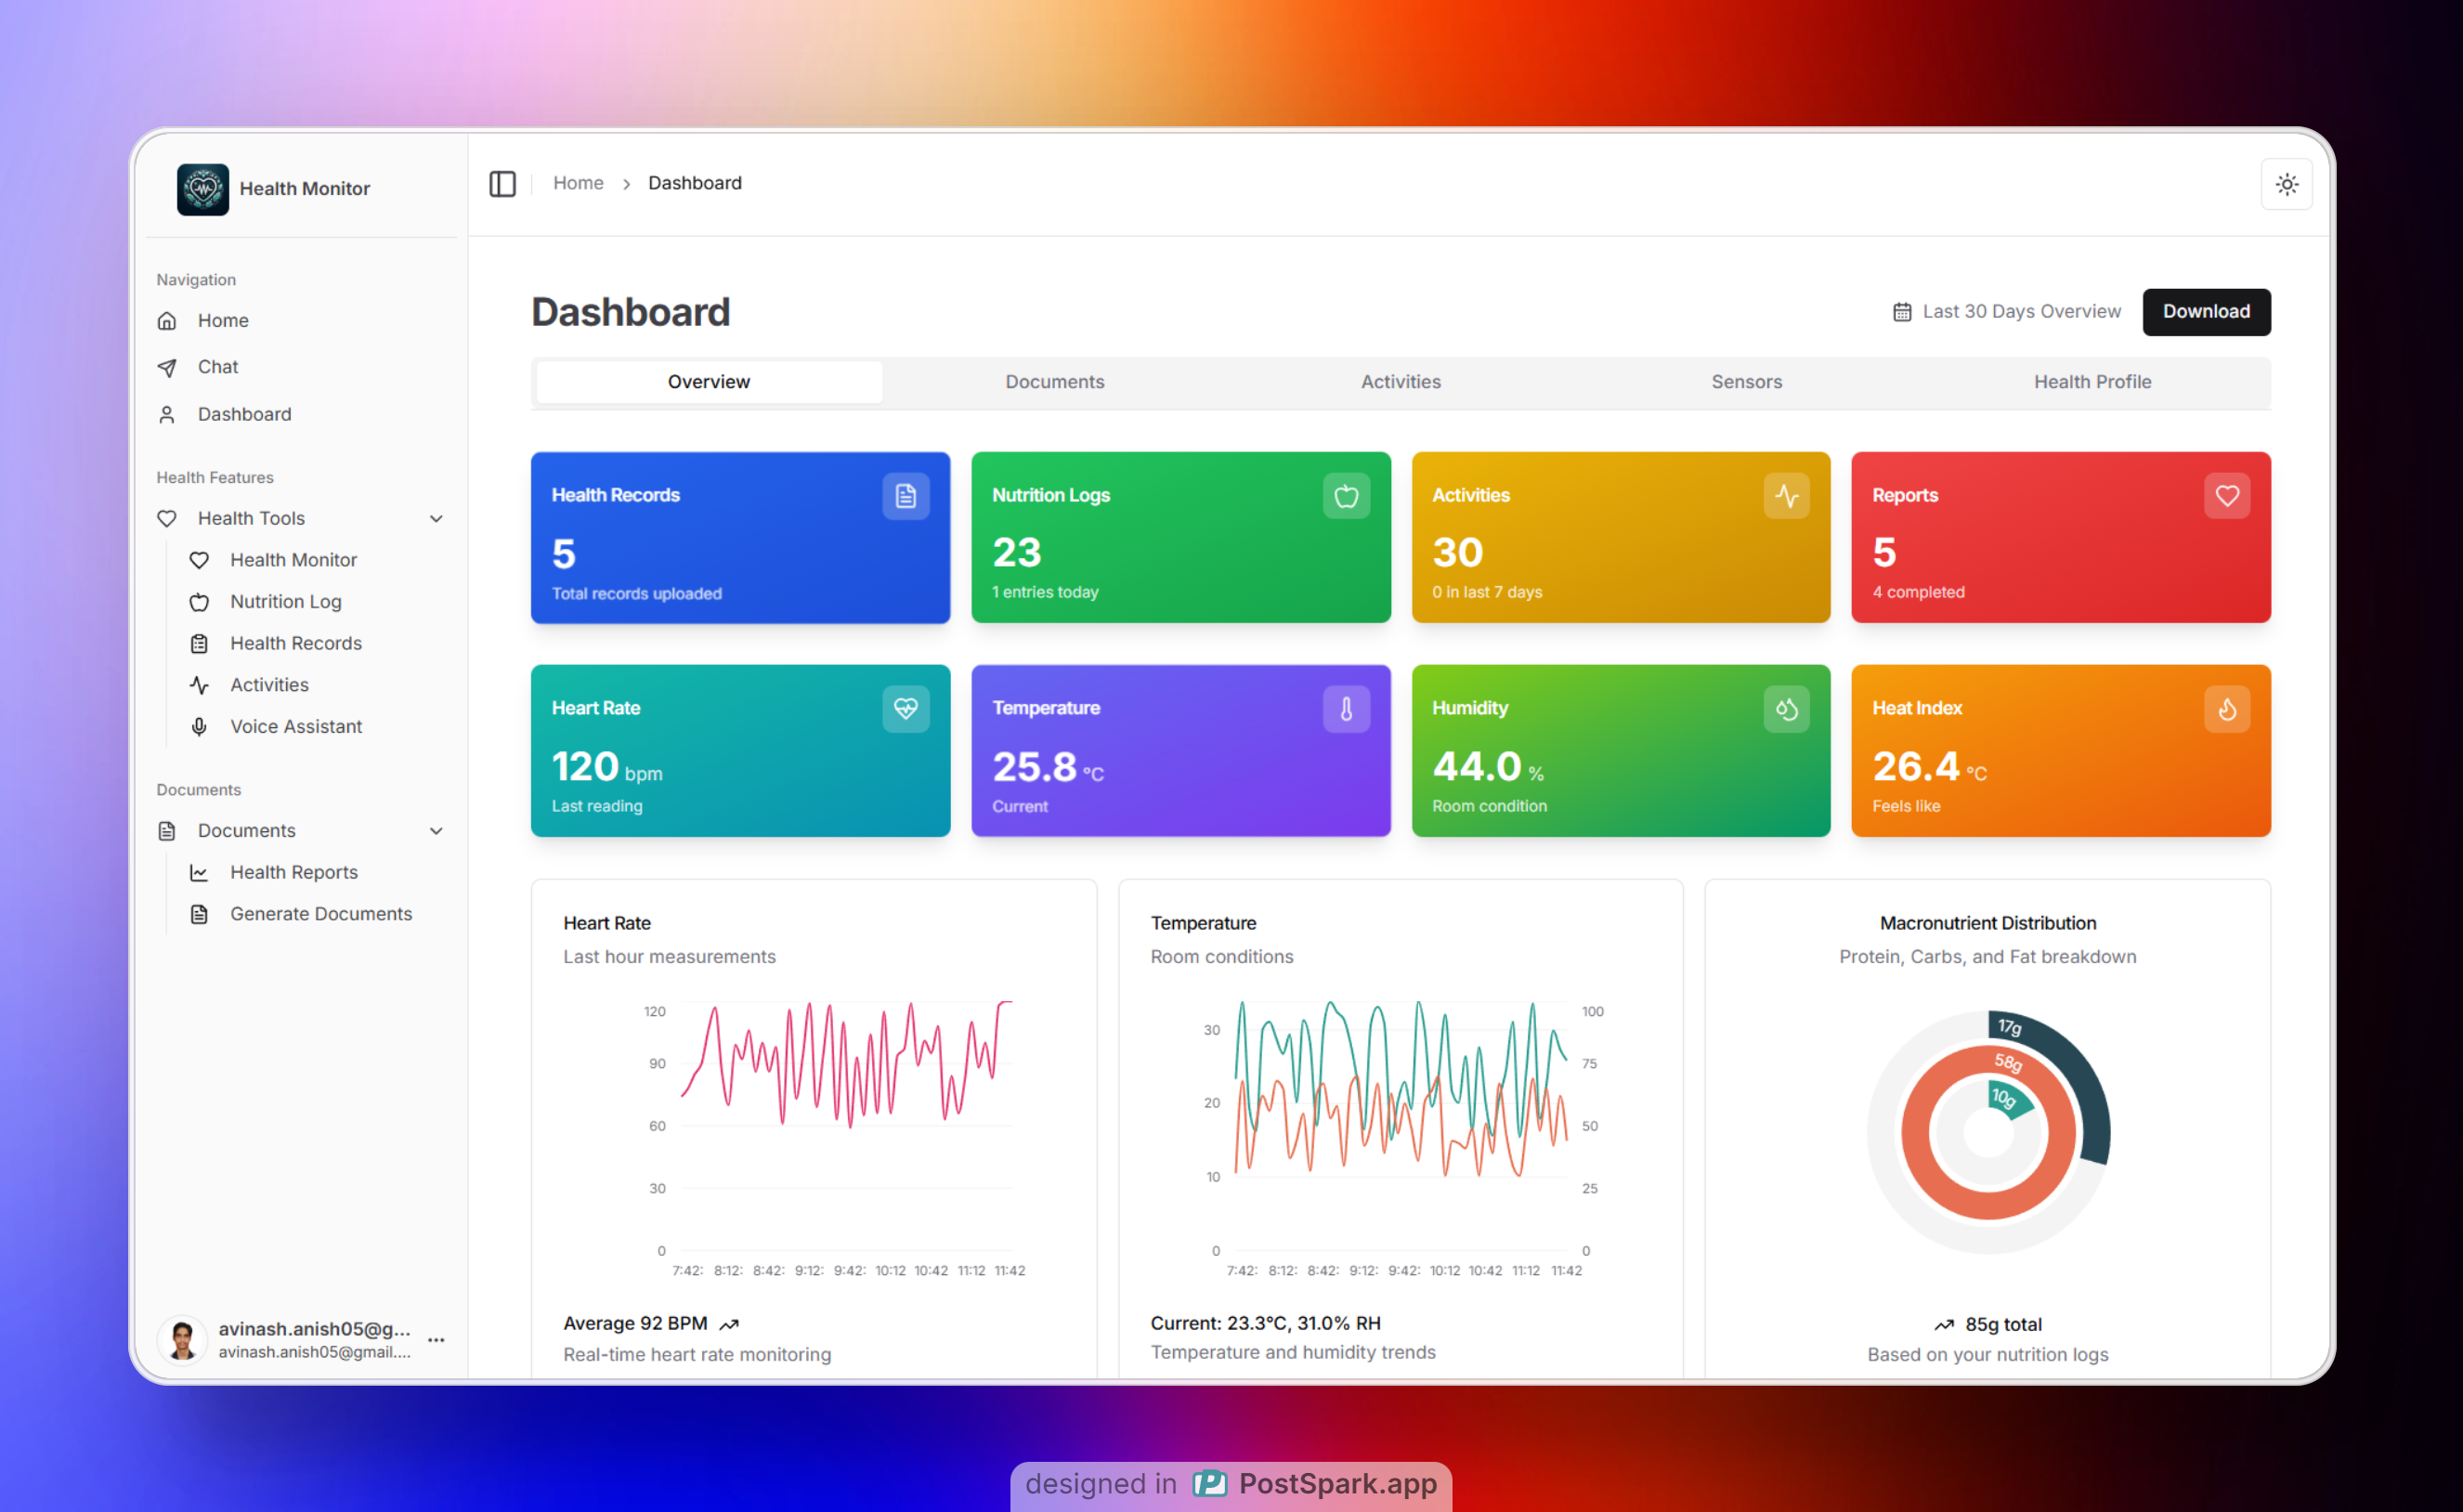 Health Monitor
Home
Dashboard
Navigation
Home
Chat
Dashboard
Health Features
Health Tools
Health Monitor
Nutrition Log
Health Records
Activities
Voice Assistant
Documents
Documents
Health Reports
Generate Documents
avinash.anish05@g...
avinash.anish05@gmail....
Dashboard
Last 30 Days Overview
Download
Overview
Documents
Activities
Sensors
Health Profile
Health Records
5
Total records uploaded
Nutrition Logs
23
1 entries today
Activities
30
0 in last 7 days
Reports
5
4 completed
Heart Rate
120 bpm
Last reading
Temperature
25.8 °C
Current
Humidity
44.0 %
Room condition
Heat Index
26.4 °C
Feels like
Heart Rate
Last hour measurements
120
90
60
30
0
7:42: 8:12: 8:42: 9:12: 9:42: 10:12 10:42 11:12 11:42
Average 92 BPM
Real-time heart rate monitoring
Temperature
Room conditions
30
20
10
0
100
75
50
25
0
7:42: 8:12: 8:42: 9:12: 9:42: 10:12 10:42 11:12 11:42
Current: 23.3°C, 31.0% RH
Temperature and humidity trends
Macronutrient Distribution
Protein, Carbs, and Fat breakdown
17g
58g
10g
85g total
Based on your nutrition logs
designed in PostSpark.app